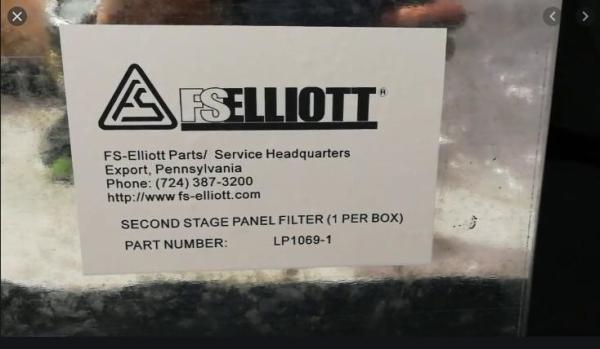 FS
FSELLIOTT®
FS-Elliott Parts/ Service Headquarters
Export, Pennsylvania
Phone: (724) 387-3200
http://www.fs-elliott.com
SECOND STAGE PANEL FILTER (1 PER BOX)
PART NUMBER: LP1069-1